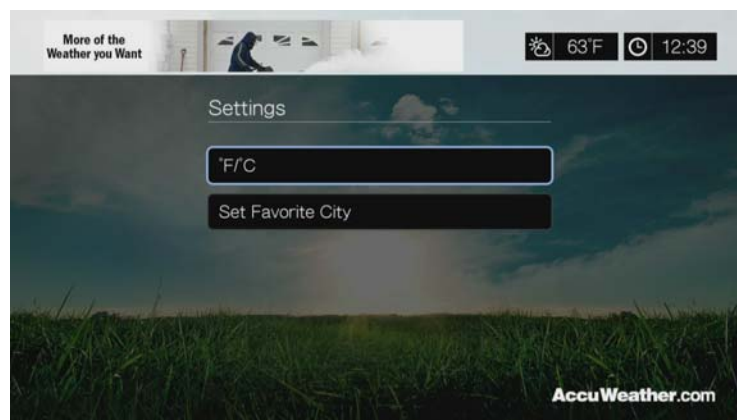 More of the
Weather you Want
63°F
12:39
Settings
°F/°C
Set Favorite City
AccuWeather.com